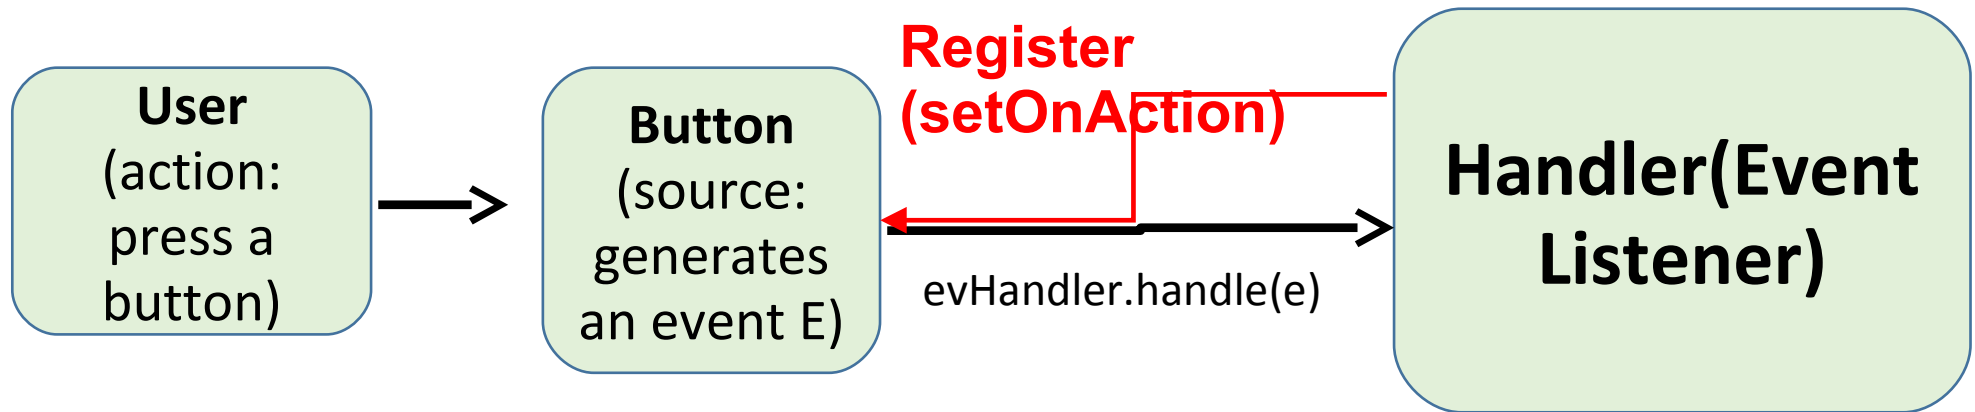 User
(action:
press a
button)
Button
(source:
generates
an event E)
Register
(setOnAction)
evHandler.handle(e)
Handler(Event
Listener)